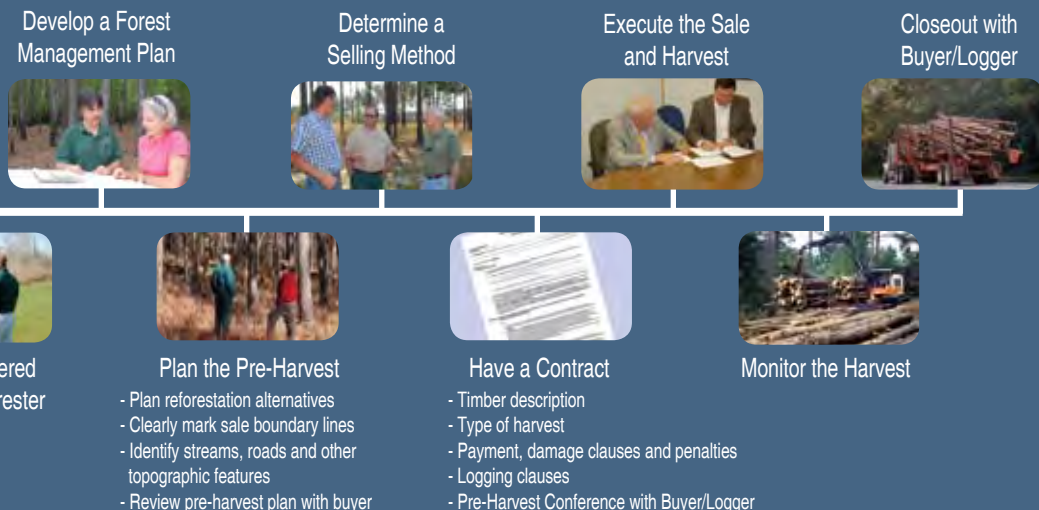 Develop a Forest
Management Plan
Determine a
Selling Method
Execute the Sale
and Harvest
Closeout with
Buyer/Logger
Plan the Pre-Harvest
- Plan reforestation alternatives
- Clearly mark sale boundary lines
- Identify streams, roads and other
topographic features
- Review pre-harvest plan with buyer
Have a Contract
- Timber description
- Type of harvest
- Payment, damage clauses and penalties
- Logging clauses
- Pre-Harvest Conference with Buyer/Logger
Monitor the Harvest